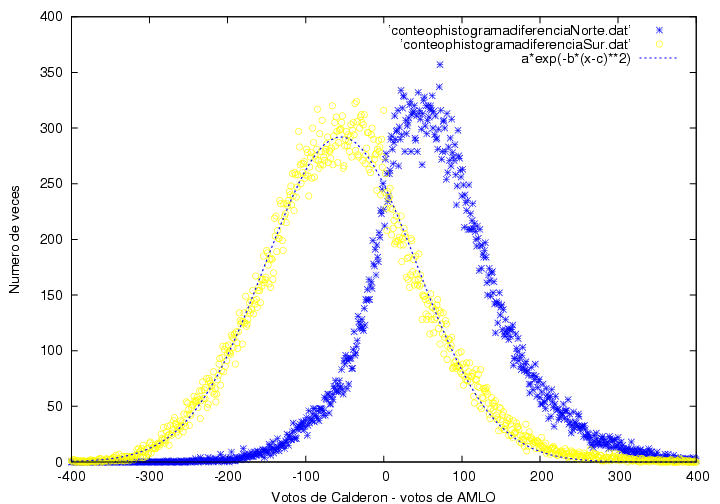 400
350
300
250
200
150
100
50
0
Numero de veces
'conteophistogramadiferenciaNorte.dat'
'conteophistogramadiferenciaSur.dat'
a*exp(-b*(x-c)**2)
-400 -300 -200 -100 0 100 200 300 400
Votos de Calderon - votos de AMLO